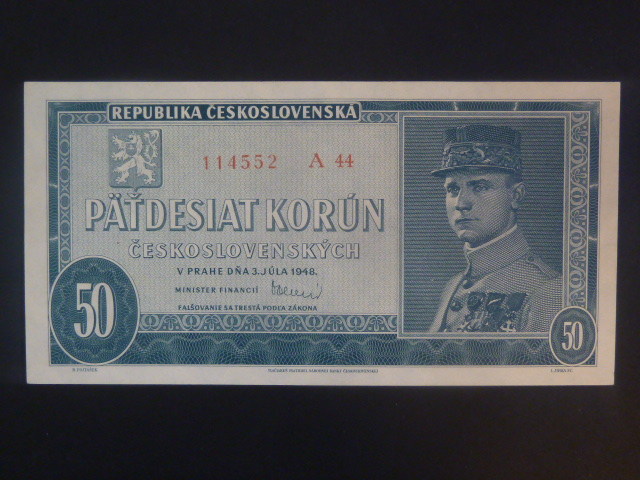 REPUBLIKA ČESKOSLOVENSKÁ
114552 A 44
PÄŤDESIAT KORÚN
ČESKOSLOVENSKÝCH
V PRAHE DŇA 3. JÚLA 1948.
MINISTER FINANCIÍ
FALŠOVANIE SA TRESTÁ PODĽA ZÁKONA
50
50